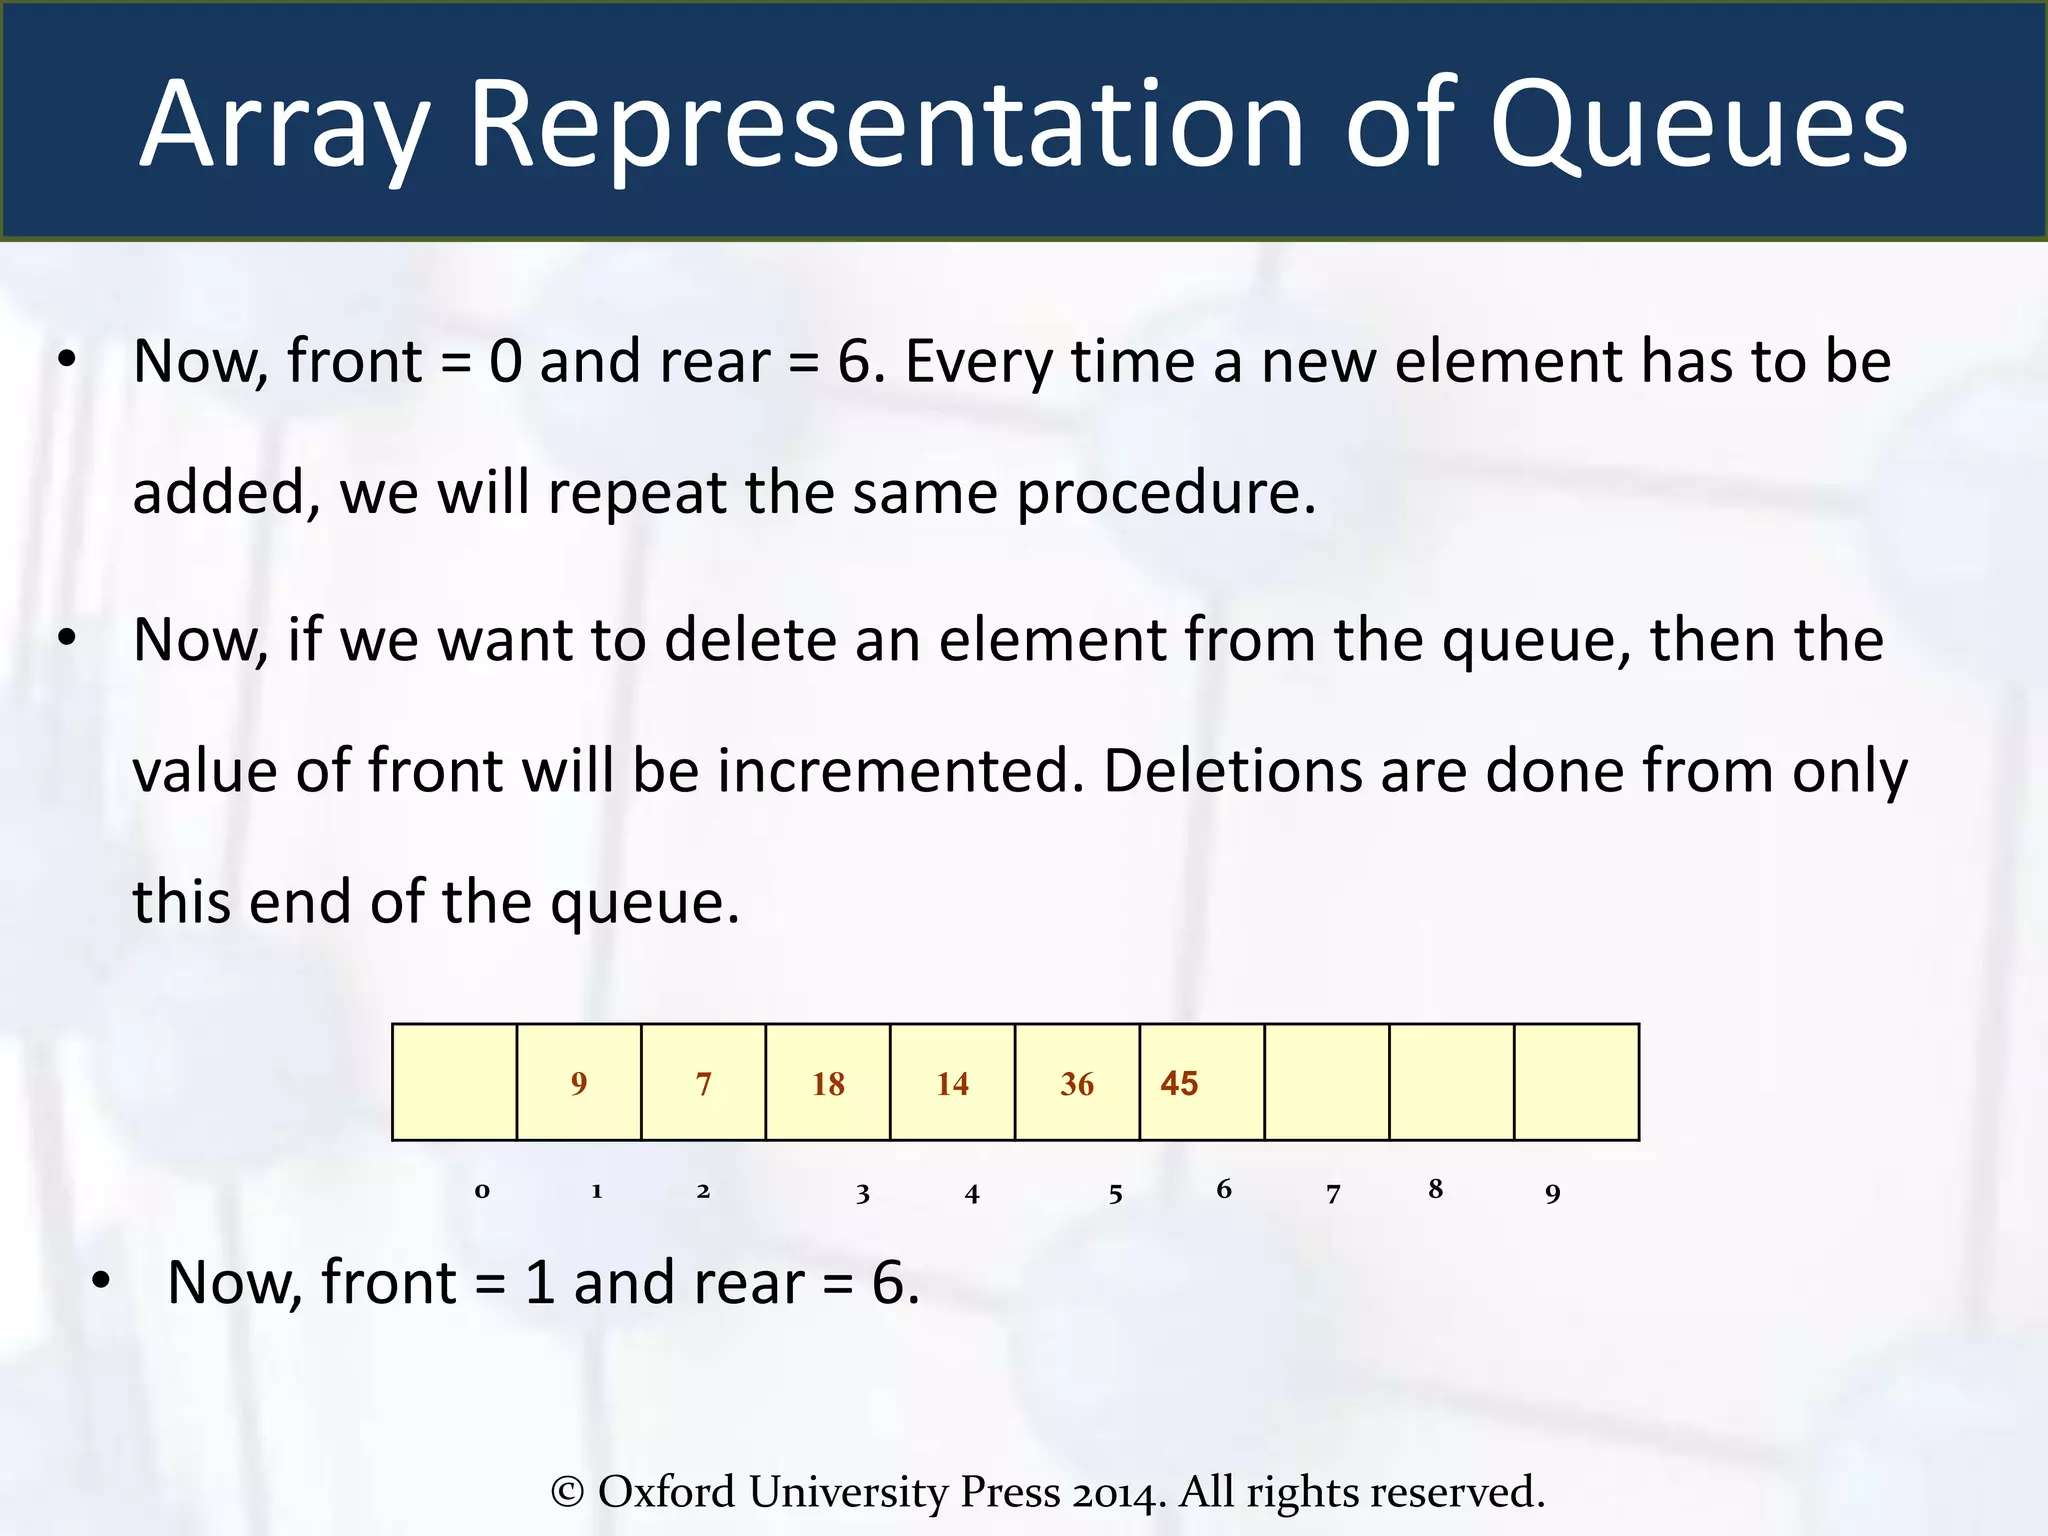 Array Representation of Queues
• Now, front = 0 and rear = 6. Every time a new element has to be
added, we will repeat the same procedure.
• Now, if we want to delete an element from the queue, then the
value of front will be incremented. Deletions are done from only
this end of the queue.
9 7 18 14 36 45
0 1 2 3 4 5 6 7 8 9
• Now, front = 1 and rear = 6.
© Oxford University Press 2014. All rights reserved.